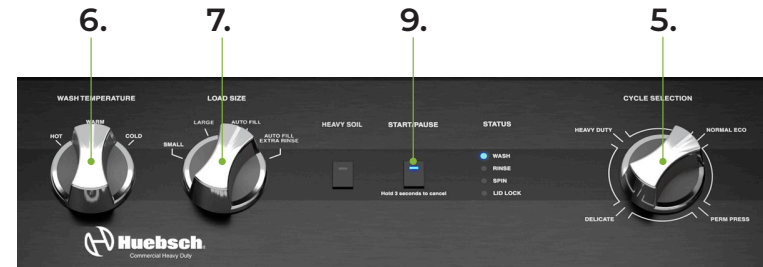 6.
7.
9.
5.
WASH TEMPERATURE
LOAD SIZE
HEAVY SOIL
START/PAUSE
STATUS
CYCLE SELECTION
WARM
HOT
COLD
SMALL
LARGE
AUTO FILL
AUTO FILL
EXTRA RINSE
Hold 3 seconds to cancel
WASH
RINSE
SPIN
LID LOCK
HEAVY DUTY
NORMAL ECO
DELICATE
PERM PRESS
Huebsch
Commercial Heavy Duty